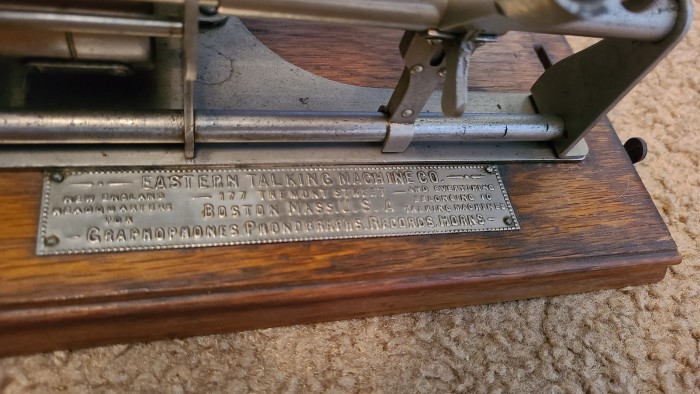 EASTERN TALKING MACHINE CO.
NEW ENGLAND HEADQUARTERS FOR
177 TREMONT STREET
BOSTON MASS. U.S.A.
AND EVERYTHING BELONGING TO TALKING MACHINES
GRAPHOPHONES, PHONOGRAPHS, RECORDS, HORNS